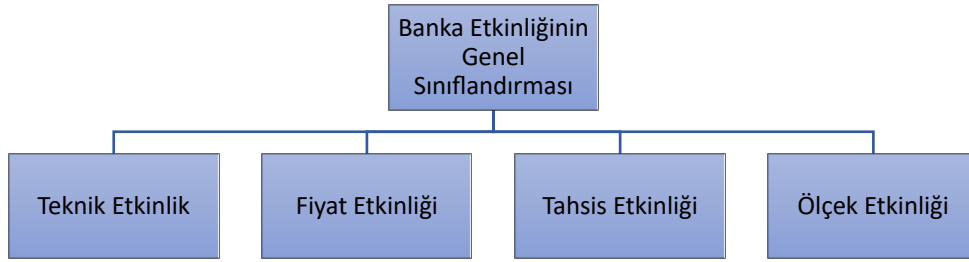 Banka Etkinliğinin
Genel
Sınıflandırması
Teknik Etkinlik
Fiyat Etkinliği
Tahsis Etkinliği
Ölçek Etkinliği